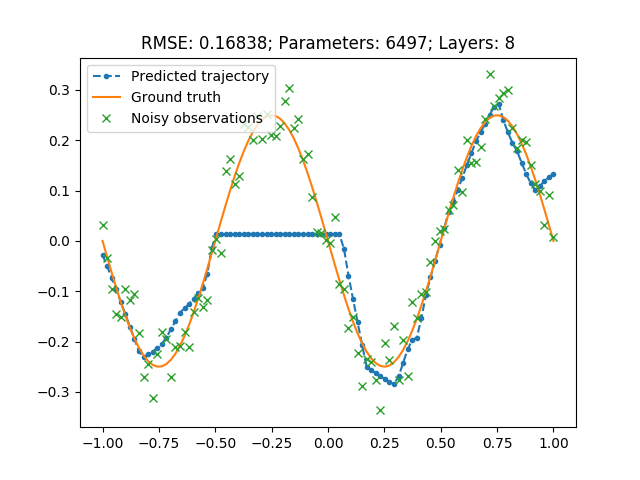 RMSE: 0.16838; Parameters: 6497; Layers: 8
Predicted trajectory
Ground truth
Noisy observations
0.3
0.2
0.1
0.0
−0.1
−0.2
−0.3
−1.00 −0.75 −0.50 −0.25 0.00 0.25 0.50 0.75 1.00